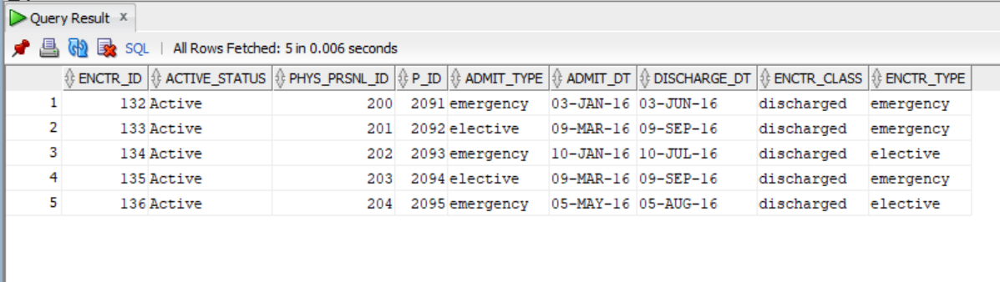 Query Result x
SQL | All Rows Fetched: 5 in 0.006 seconds
ENCTR_ID ACTIVE_STATUS PHYS_PRSNL_ID P_ID ADMIT_TYPE ADMIT_DT DISCHARGE_DT ENCTR_CLASS ENCTR_TYPE
1 132 Active 200 2091 emergency 03-JAN-16 03-JUN-16 discharged emergency
2 133 Active 201 2092 elective 09-MAR-16 09-SEP-16 discharged emergency
3 134 Active 202 2093 emergency 10-JAN-16 10-JUL-16 discharged elective
4 135 Active 203 2094 elective 09-MAR-16 09-SEP-16 discharged emergency
5 136 Active 204 2095 emergency 05-MAY-16 05-AUG-16 discharged elective